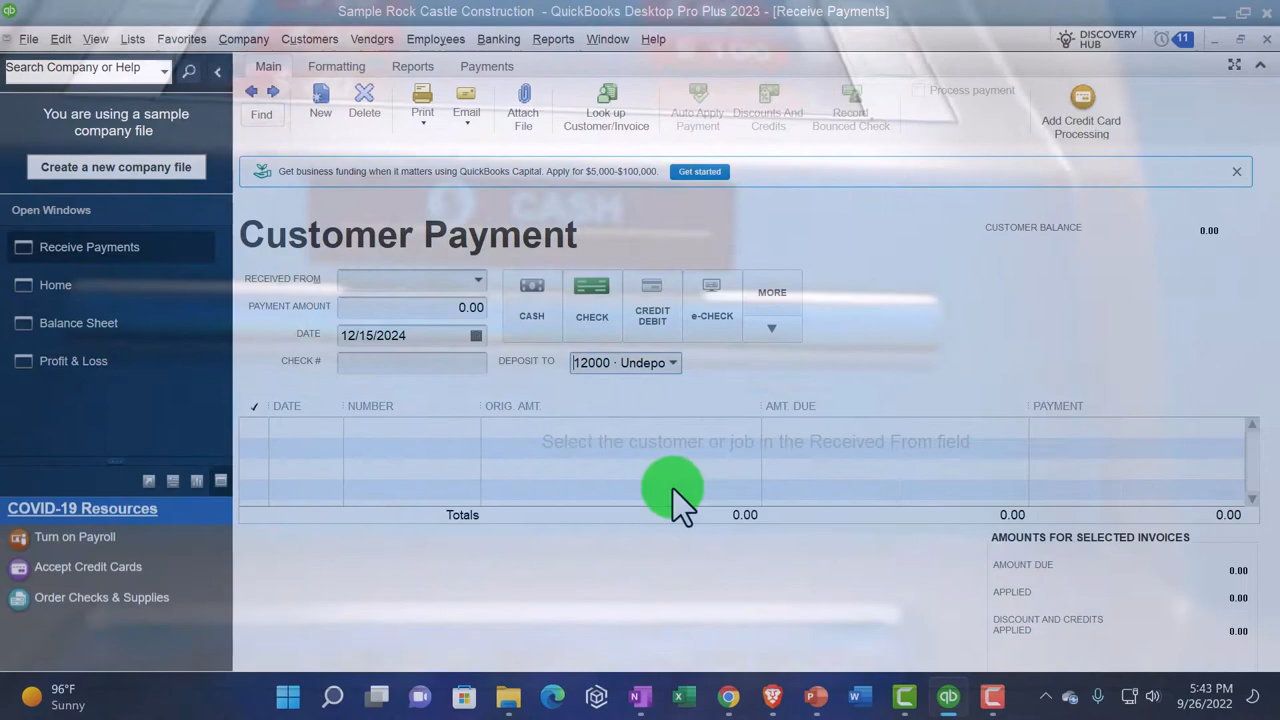 Sample Rock Castle Construction - QuickBooks Desktop Pro Plus 2023 - [Receive Payments]
File Edit View Lists Favorites Company Customers Vendors Employees Banking Reports Window Help
DISCOVERY HUB
11
Search Company or Help
Main Formatting Reports Payments
Find
New
Delete
Print
Email
Attach File
Look up Customer/Invoice
Auto Apply Payment
Discounts And Credits
Record Bounced Check
Process payment
Add Credit Card Processing
You are using a sample
company file
Create a new company file
Open Windows
Receive Payments
Home
Balance Sheet
Profit & Loss
COVID-19 Resources
Turn on Payroll
Accept Credit Cards
Order Checks & Supplies
Get business funding when it matters using QuickBooks Capital. Apply for $5,000-$100,000. Get started
CASH
Customer Payment
CUSTOMER BALANCE 0.00
RECEIVED FROM
PAYMENT AMOUNT 0.00
DATE 12/15/2024
CHECK #
CASH
CHECK
CREDIT DEBIT
e-CHECK
MORE
DEPOSIT TO 12000 · Undepo
DATE NUMBER ORIG. AMT. AMT. DUE PAYMENT
Select the customer or job in the Received From field
Totals 0.00 0.00 0.00
AMOUNTS FOR SELECTED INVOICES
AMOUNT DUE 0.00
APPLIED 0.00
DISCOUNT AND CREDITS
APPLIED 0.00
96°F
Sunny
5:43 PM
9/26/2022